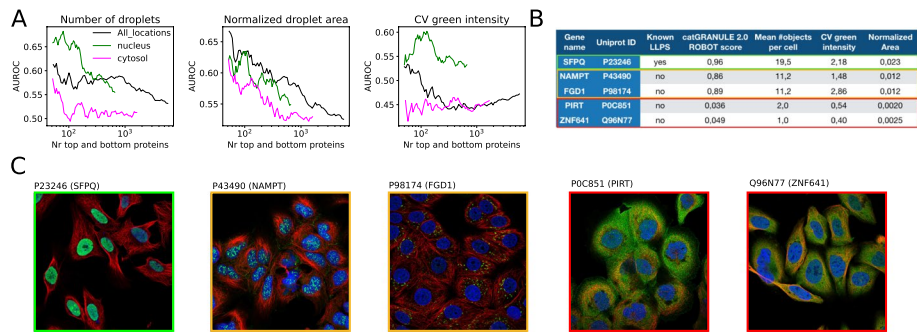 A
Number of droplets
Normalized droplet area
CV green intensity
All_locations
nucleus
cytosol
AUROC
0.65
0.60
0.55
0.50
10²
10³
Nr top and bottom proteins
AUROC
0.65
0.60
0.55
10²
10³
Nr top and bottom proteins
AUROC
0.60
0.55
0.50
0.45
0.40
10²
10³
Nr top and bottom proteins
B
Gene name Uniprot ID Known LLPS catGRANULE 2.0 ROBOT score Mean #objects per cell CV green intensity Normalized Area
SFPQ P23246 yes 0,96 19,5 2,18 0,023
NAMPT P43490 no 0,86 11,2 1,48 0,012
FGD1 P98174 no 0,89 11,2 2,86 0,012
PIRT P0C851 no 0,036 2,0 0,54 0,0020
ZNF641 Q96N77 no 0,049 1,0 0,40 0,0025
C
P23246 (SFPQ)
P43490 (NAMPT)
P98174 (FGD1)
P0C851 (PIRT)
Q96N77 (ZNF641)